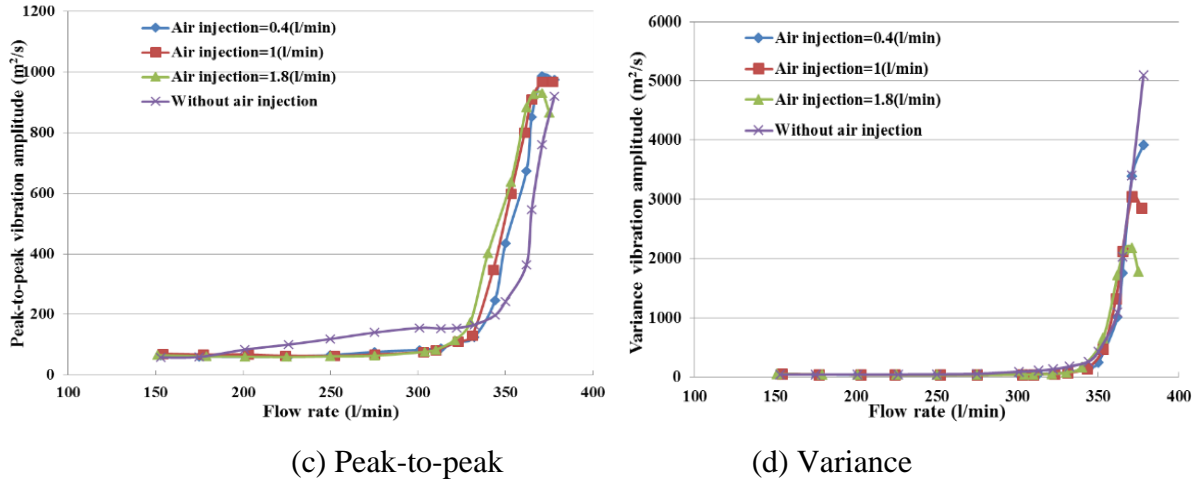 Peak-to-peak vibration amplitude (m²/s)
1200
1000
800
600
400
200
0
Air injection=0.4(l/min)
Air injection=1(l/min)
Air injection=1.8(l/min)
Without air injection
100 150 200 250 300 350 400
Flow rate (l/min)
(c) Peak-to-peak
Variance vibration amplitude (m²/s)
6000
5000
4000
3000
2000
1000
0
Air injection=0.4(l/min)
Air injection=1(l/min)
Air injection=1.8(l/min)
Without air injection
100 150 200 250 300 350 400
Flow rate (l/min)
(d) Variance